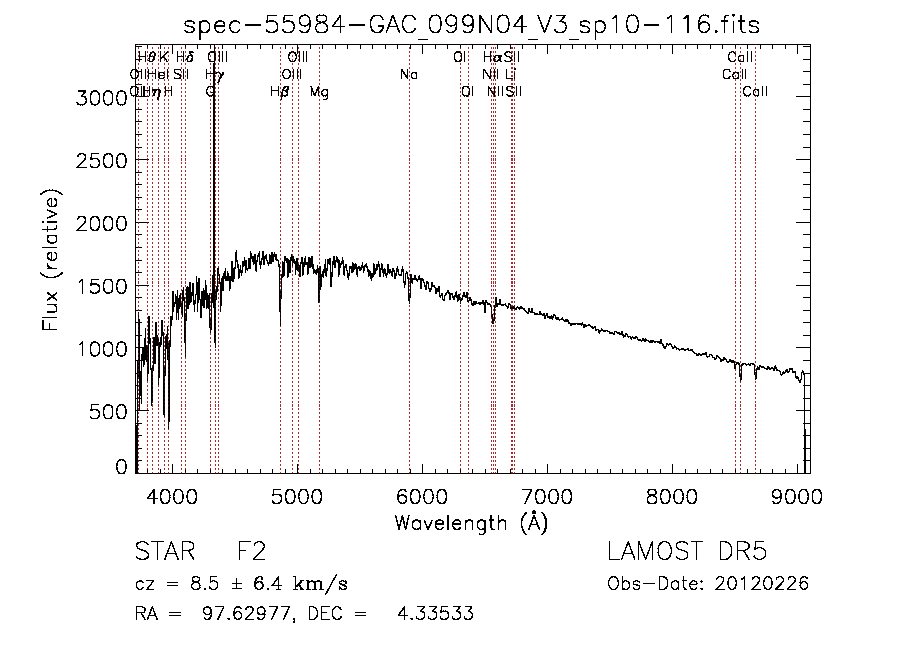 spec-55984-GAC_099N04_V3_sp10-116.fits
Hθ K Hδ OIII OIII OI Hα SII CaII
OII HeI SII Hγ OIII Na NII Li CaII
OII Hη H G Hβ Mg OI NII SII CaII
3000
2500
2000
1500
1000
500
0
Flux (relative)
4000 5000 6000 7000 8000 9000
Wavelength (Å)
STAR F2 LAMOST DR5
cz = 8.5 ± 6.4 km/s Obs-Date: 20120226
RA = 97.62977, DEC = 4.33533